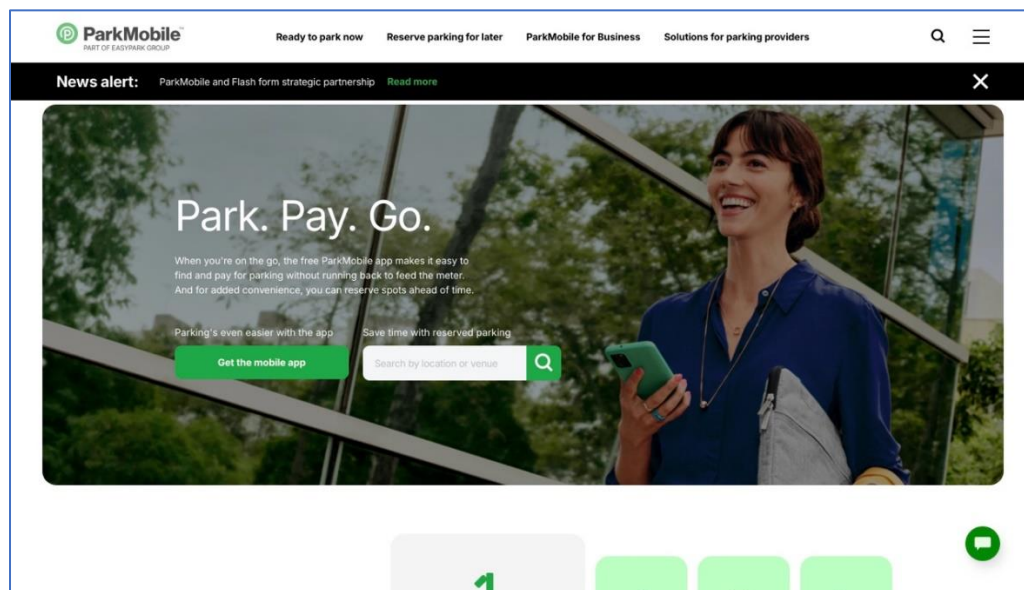 ParkMobile™
PART OF EASYPARK GROUP
Ready to park now
Reserve parking for later
ParkMobile for Business
Solutions for parking providers
News alert: ParkMobile and Flash form strategic partnership Read more
Park. Pay. Go.
When you're on the go, the free ParkMobile app makes it easy to
find and pay for parking without running back to feed the meter.
And for added convenience, you can reserve spots ahead of time.
Parking's even easier with the app
Get the mobile app
Save time with reserved parking
Search by location or venue
1